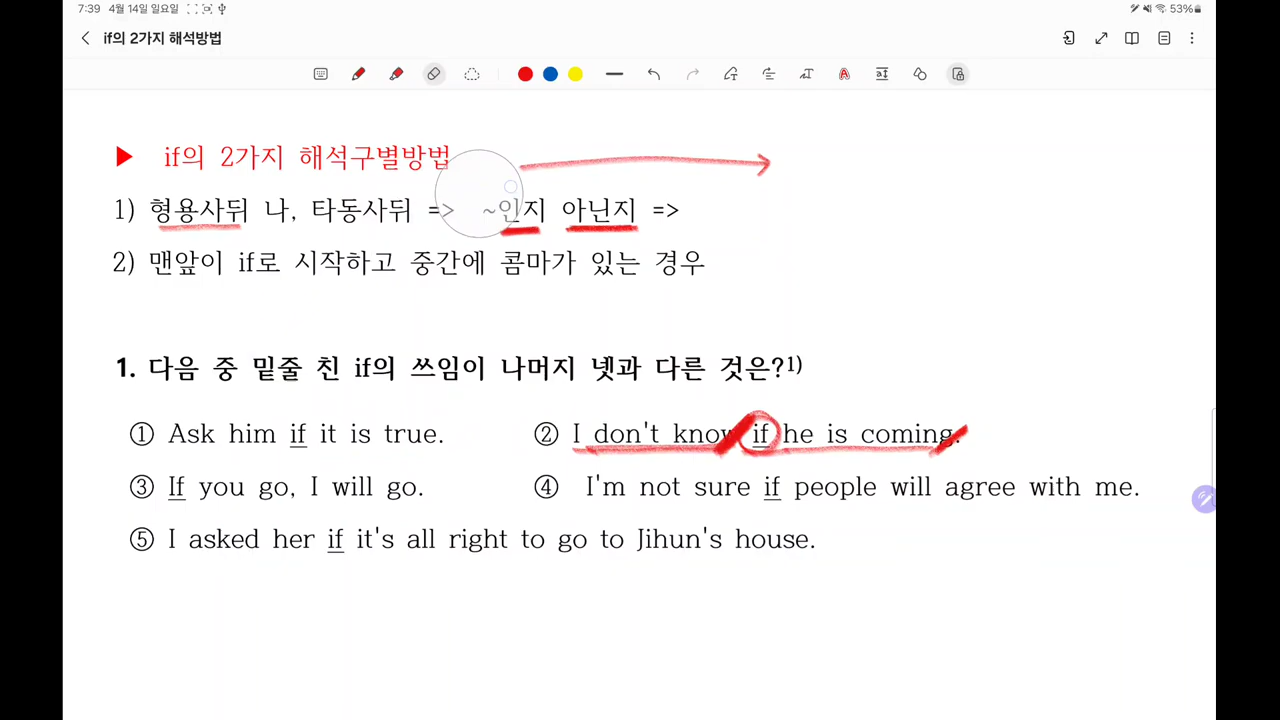 7:39 4월 14일 일요일 53%
if의 2가지 해석방법
▶ if의 2가지 해석구별방법
1) 형용사뒤 나, 타동사뒤 => ~인지 아닌지 =>
2) 맨앞이 if로 시작하고 중간에 콤마가 있는 경우
1. 다음 중 밑줄 친 if의 쓰임이 나머지 넷과 다른 것은?1)
① Ask him if it is true. ② I don't know if he is coming.
③ If you go, I will go. ④ I'm not sure if people will agree with me.
⑤ I asked her if it's all right to go to Jihun's house.